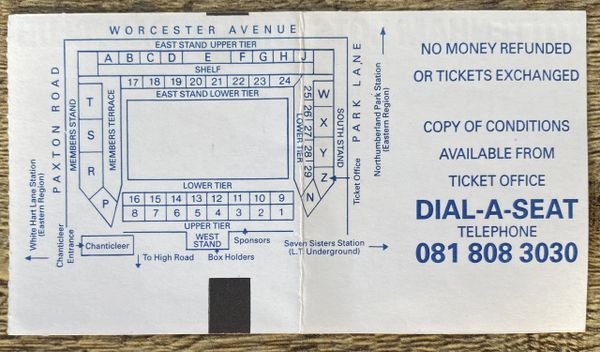 WORCESTER AVENUE
EAST STAND UPPER TIER
A B C D E F G H J
SHELF
17 18 19 20 21 22 23 24
EAST STAND LOWER TIER
PAXTON ROAD
MEMBERS STAND
T
S
R
P
MEMBERS TERRACE
25 26 27 28 29
LOWER TIER
W
X
Y
Z
N
SOUTH STAND
PARK LANE
Ticket Office
Northumberland Park Station
(Eastern Region)
LOWER TIER
16 15 14 13 12 11 10 9
8 7 6 5 4 3 2 1
UPPER TIER
WEST
STAND
Sponsors
Box Holders
To High Road
Chanticleer
Chanticleer
Entrance
White Hart Lane Station
(Eastern Region)
Seven Sisters Station
(L.T. Underground)
NO MONEY REFUNDED
OR TICKETS EXCHANGED
COPY OF CONDITIONS
AVAILABLE FROM
TICKET OFFICE
DIAL-A-SEAT
TELEPHONE
081 808 3030